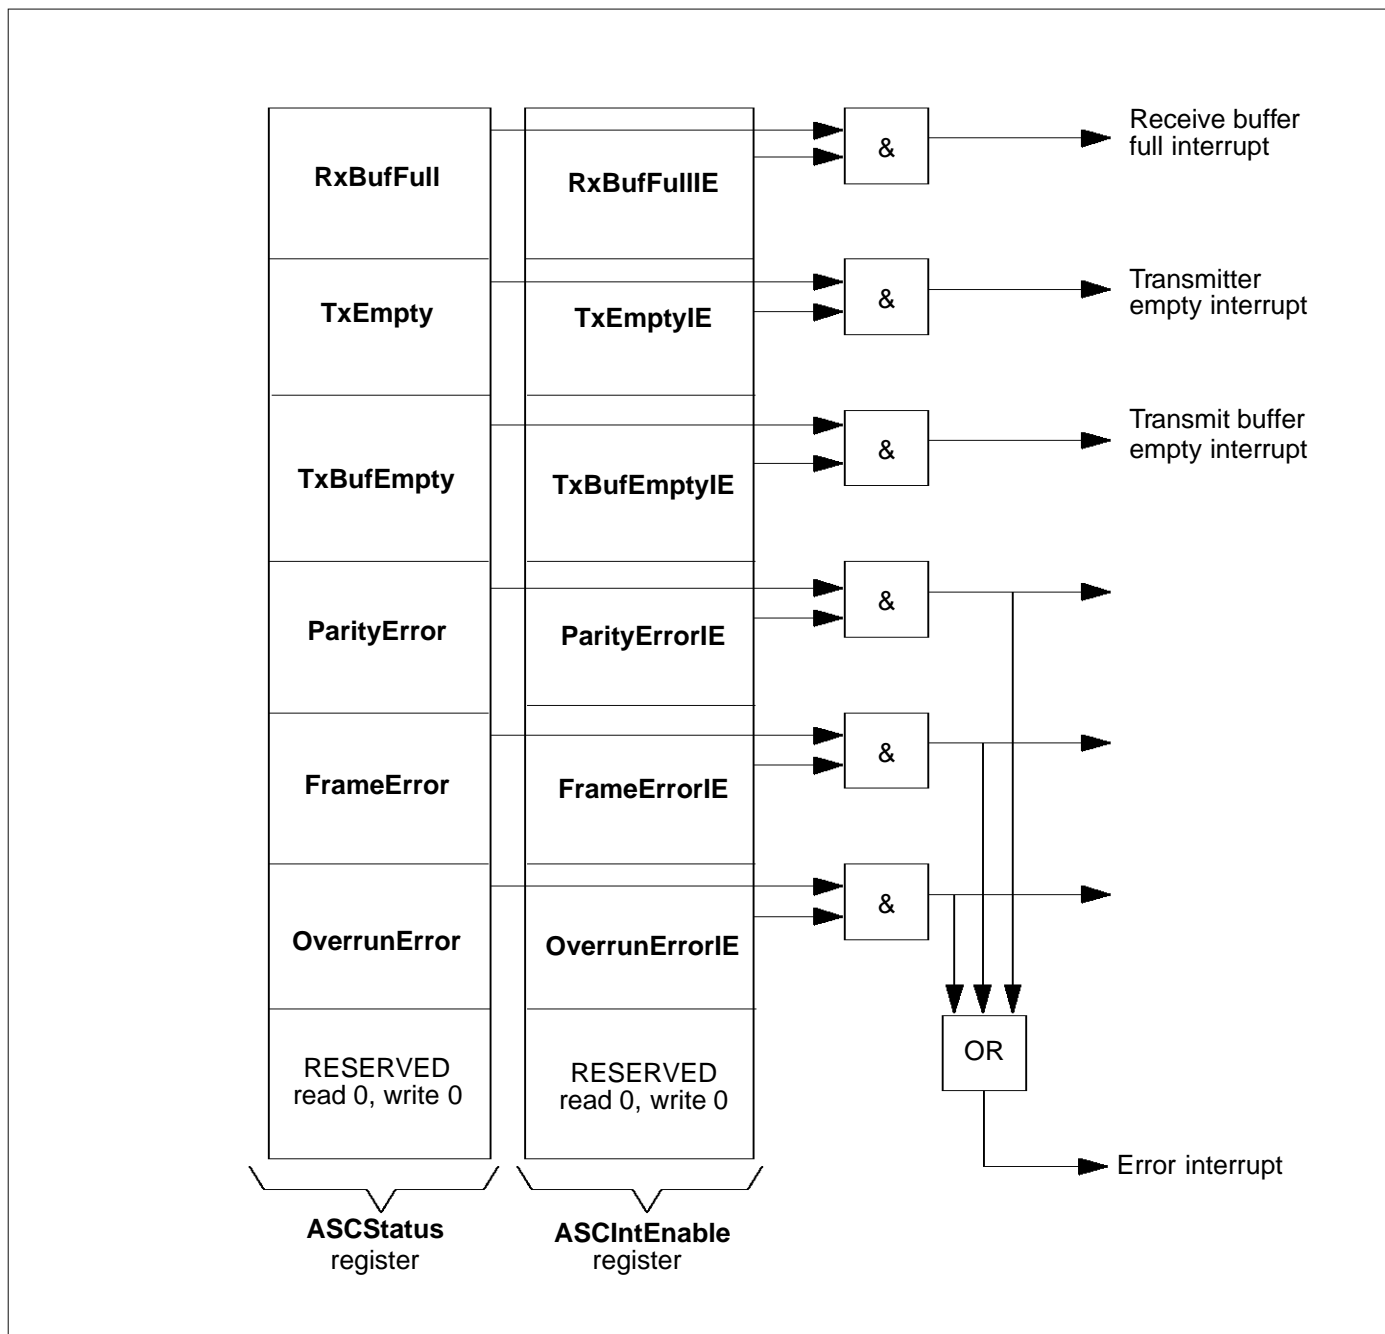 RxBufFull
RxBufFullIE
&
Receive buffer
full interrupt
TxEmpty
TxEmptyIE
&
Transmitter
empty interrupt
TxBufEmpty
TxBufEmptyIE
&
Transmit buffer
empty interrupt
ParityError
ParityErrorIE
&
FrameError
FrameErrorIE
&
OverrunError
OverrunErrorIE
&
RESERVED
read 0, write 0
RESERVED
read 0, write 0
OR
Error interrupt
ASCStatus
register
ASCIntEnable
register